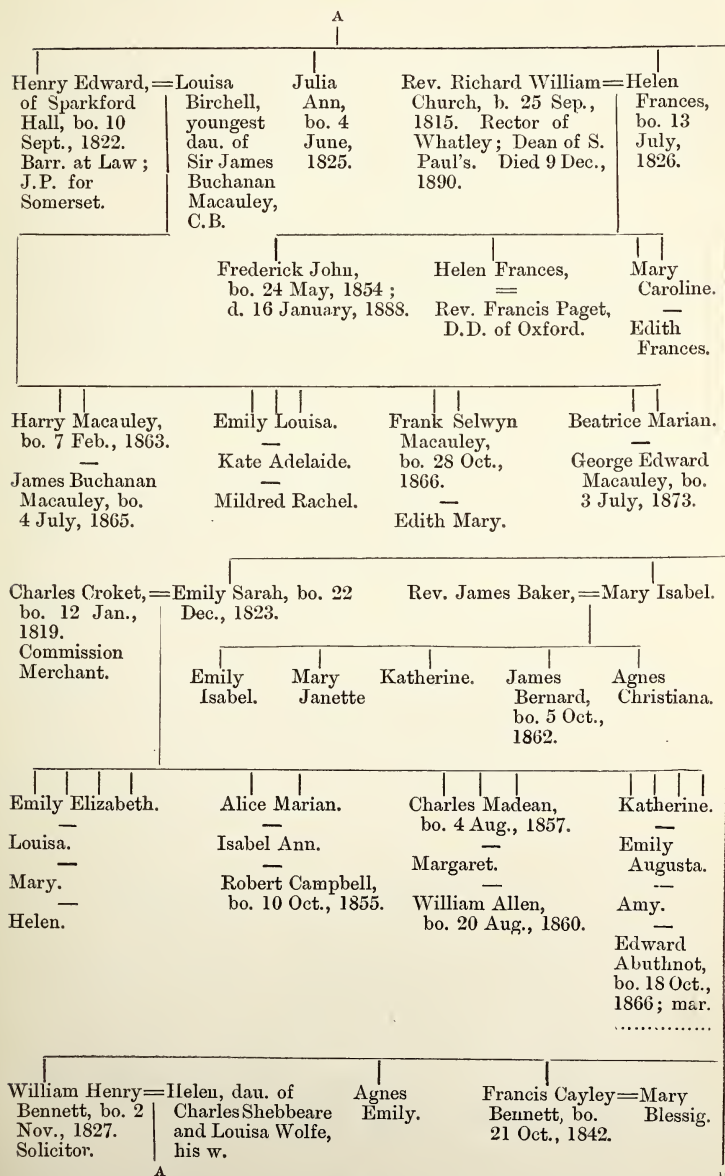 A
Henry Edward,
of Sparkford
Hall, bo. 10
Sept., 1822.
Barr. at Law ;
J.P. for
Somerset.
=Louisa
Birchell,
youngest
dau. of
Sir James
Buchanan
Macauley,
C.B.
Julia
Ann,
bo. 4
June,
1825.
Rev. Richard William
Church, b. 25 Sep.,
1815. Rector of
Whatley; Dean of S.
Paul's. Died 9 Dec.,
1890.
=Helen
Frances,
bo. 13
July,
1826.
Frederick John,
bo. 24 May, 1854 ;
d. 16 January, 1888.
Helen Frances,
=
Rev. Francis Paget,
D.D. of Oxford.
Mary
Caroline.
—
Edith
Frances.
Harry Macauley,
bo. 7 Feb., 1863.
—
James Buchanan
Macauley, bo.
4 July, 1865.
Emily Louisa.
—
Kate Adelaide.
—
Mildred Rachel.
Frank Selwyn
Macauley,
bo. 28 Oct.,
1866.
—
Edith Mary.
Beatrice Marian.
—
George Edward
Macauley, bo.
3 July, 1873.
Charles Croket,
bo. 12 Jan.,
1819.
Commission
Merchant.
=Emily Sarah, bo. 22
Dec., 1823.
Rev. James Baker,=Mary Isabel.
Emily
Isabel.
Mary
Janette
Katherine.
James
Bernard,
bo. 5 Oct.,
1862.
Agnes
Christiana.
Emily Elizabeth.
—
Louisa.
—
Mary.
—
Helen.
Alice Marian.
—
Isabel Ann.
—
Robert Campbell,
bo. 10 Oct., 1855.
Charles Madean,
bo. 4 Aug., 1857.
—
Margaret.
—
William Allen,
bo. 20 Aug., 1860.
Katherine.
—
Emily
Augusta.
—
Amy.
—
Edward
Abuthnot,
bo. 18 Oct.,
1866; mar.
...............
William Henry
Bennett, bo. 2
Nov., 1827.
Solicitor.
=Helen, dau. of
Charles Shebbeare
and Louisa Wolfe,
his w.
Agnes
Emily.
Francis Cayley
Bennett, bo.
21 Oct., 1842.
=Mary
Blessig.
A